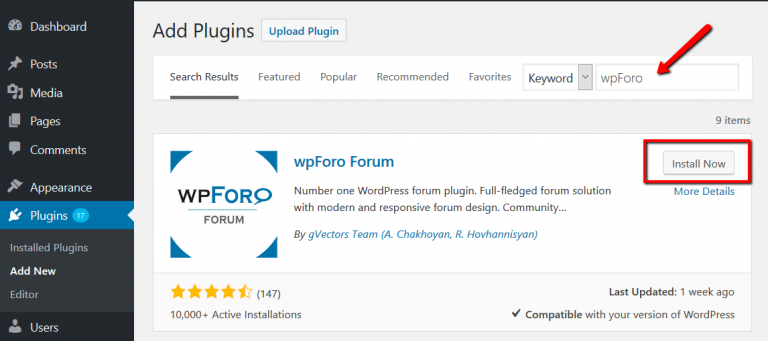 Dashboard
Posts
Media
Pages
Comments
Appearance
Plugins 17
Installed Plugins
Add New
Editor
Users
Add Plugins Upload Plugin
Search Results Featured Popular Recommended Favorites Keyword wpForo
9 items
WPFORO
FORUM
wpForo Forum
Number one WordPress forum plugin. Full-fledged forum solution
with modern and responsive forum design. Community...
By gVectors Team (A. Chakhoyan, R. Hovhannisyan)
Install Now
More Details
(147)
10,000+ Active Installations
Last Updated: 1 week ago
Compatible with your version of WordPress